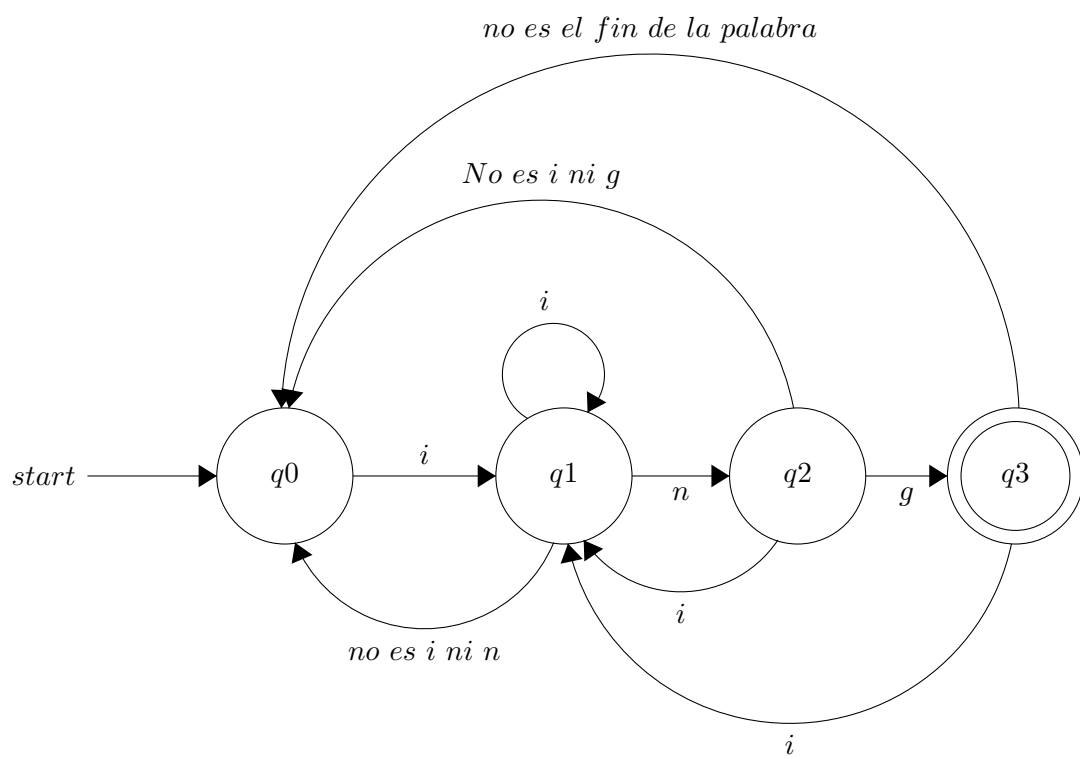 no es el fin de la palabra
No es i ni g
i
start
q0
i
q1
n
q2
g
q3
no es i ni n
i
i